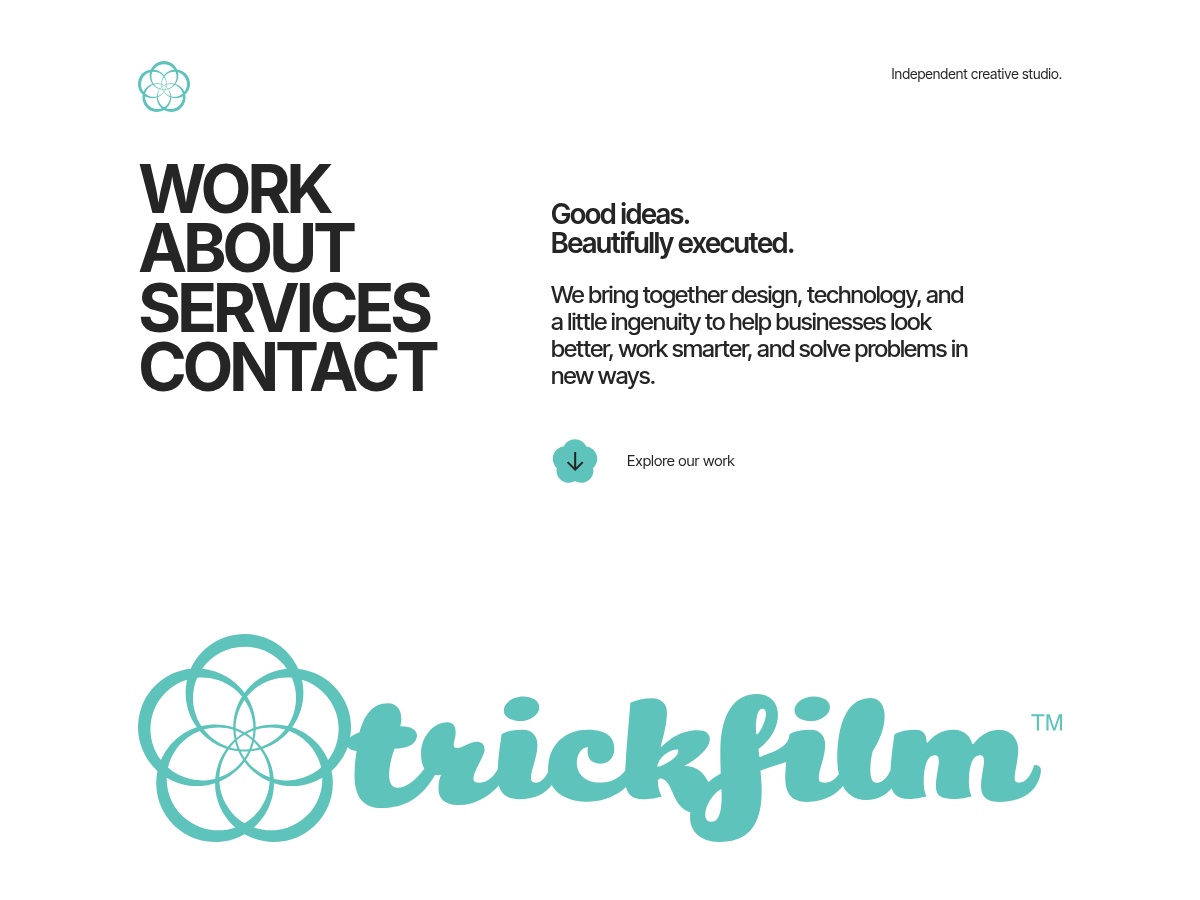 Independent creative studio.
WORK
ABOUT
SERVICES
CONTACT
Good ideas.
Beautifully executed.
We bring together design, technology, and
a little ingenuity to help businesses look
better, work smarter, and solve problems in
new ways.
Explore our work
trickfilm™